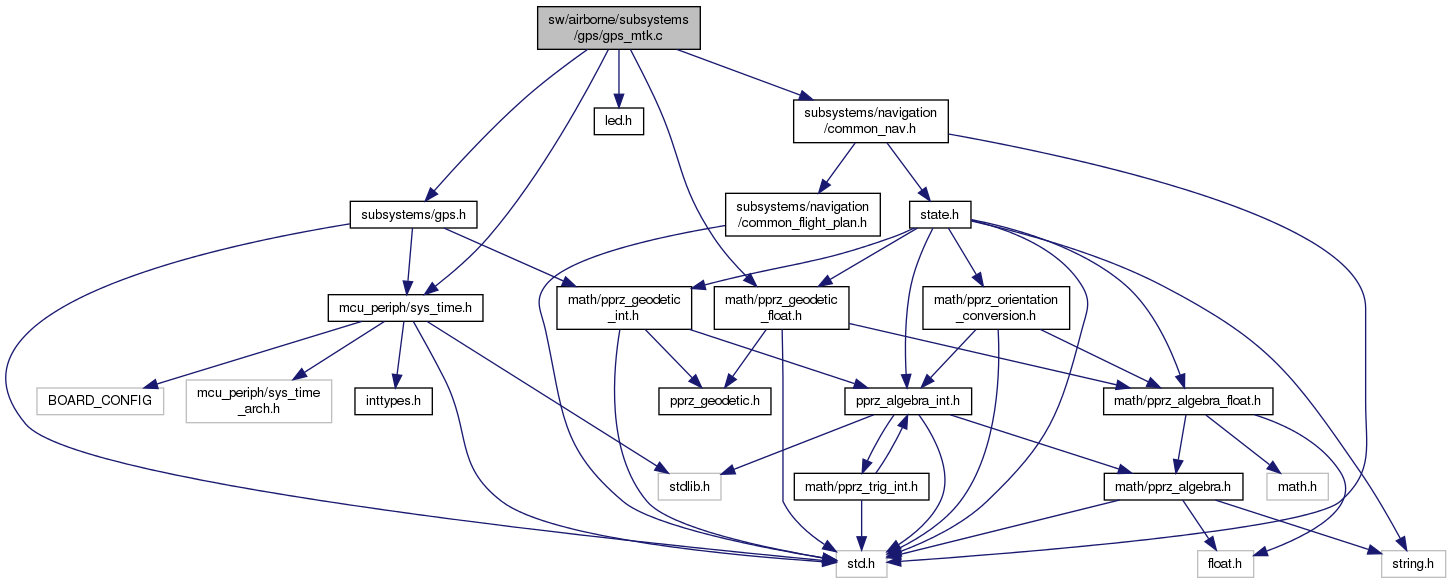 sw/airborne/subsystems
/gps/gps_mtk.c
led.h
subsystems/navigation
/common_nav.h
subsystems/gps.h
subsystems/navigation
/common_flight_plan.h
state.h
mcu_periph/sys_time.h
math/pprz_geodetic
_int.h
math/pprz_geodetic
_float.h
math/pprz_orientation
_conversion.h
BOARD_CONFIG
mcu_periph/sys_time
_arch.h
inttypes.h
pprz_geodetic.h
pprz_algebra_int.h
math/pprz_algebra_float.h
stdlib.h
math/pprz_trig_int.h
math/pprz_algebra.h
math.h
std.h
float.h
string.h